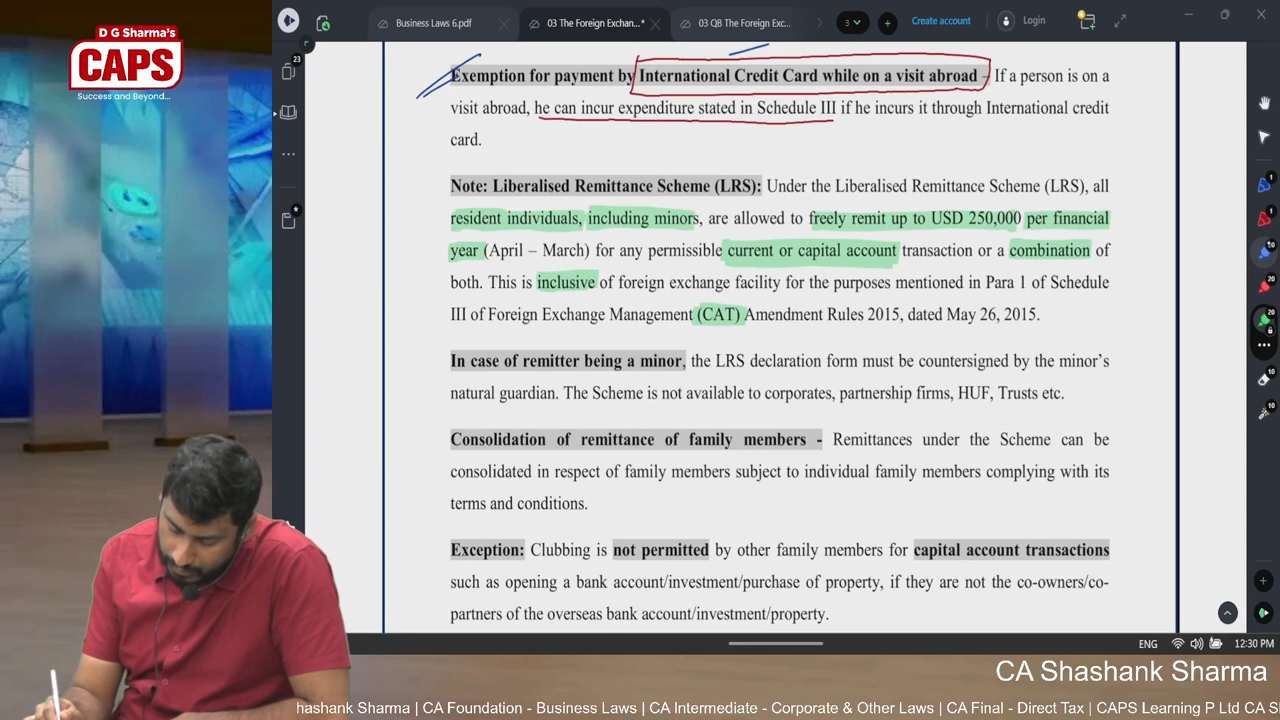 D G Sharma's
CAPS
Success and Beyond...
Business Laws 6.pdf
03 The Foreign Exchan...*
03 QB The Foreign Exc...
3
Create account
Login
23
Exemption for payment by International Credit Card while on a visit abroad – If a person is on a
visit abroad, he can incur expenditure stated in Schedule III if he incurs it through International credit
card.
Note: Liberalised Remittance Scheme (LRS): Under the Liberalised Remittance Scheme (LRS), all
resident individuals, including minors, are allowed to freely remit up to USD 250,000 per financial
year (April – March) for any permissible current or capital account transaction or a combination of
both. This is inclusive of foreign exchange facility for the purposes mentioned in Para 1 of Schedule
III of Foreign Exchange Management (CAT) Amendment Rules 2015, dated May 26, 2015.
In case of remitter being a minor, the LRS declaration form must be countersigned by the minor's
natural guardian. The Scheme is not available to corporates, partnership firms, HUF, Trusts etc.
Consolidation of remittance of family members - Remittances under the Scheme can be
consolidated in respect of family members subject to individual family members complying with its
terms and conditions.
Exception: Clubbing is not permitted by other family members for capital account transactions
such as opening a bank account/investment/purchase of property, if they are not the co-owners/co-
partners of the overseas bank account/investment/property.
ENG
12:30 PM
CA Shashank Sharma
hashank Sharma | CA Foundation - Business Laws | CA Intermediate - Corporate & Other Laws | CA Final - Direct Tax | CAPS Learning P Ltd CA S